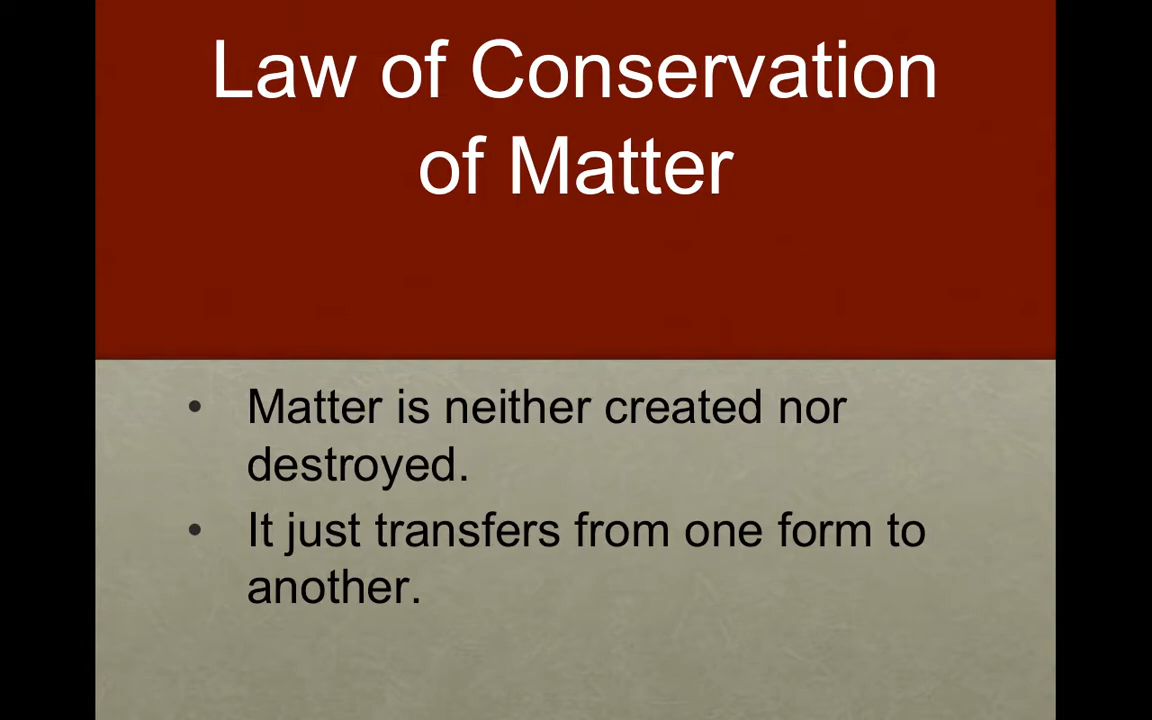 Law of Conservation
of Matter
• Matter is neither created nor
destroyed.
• It just transfers from one form to
another.